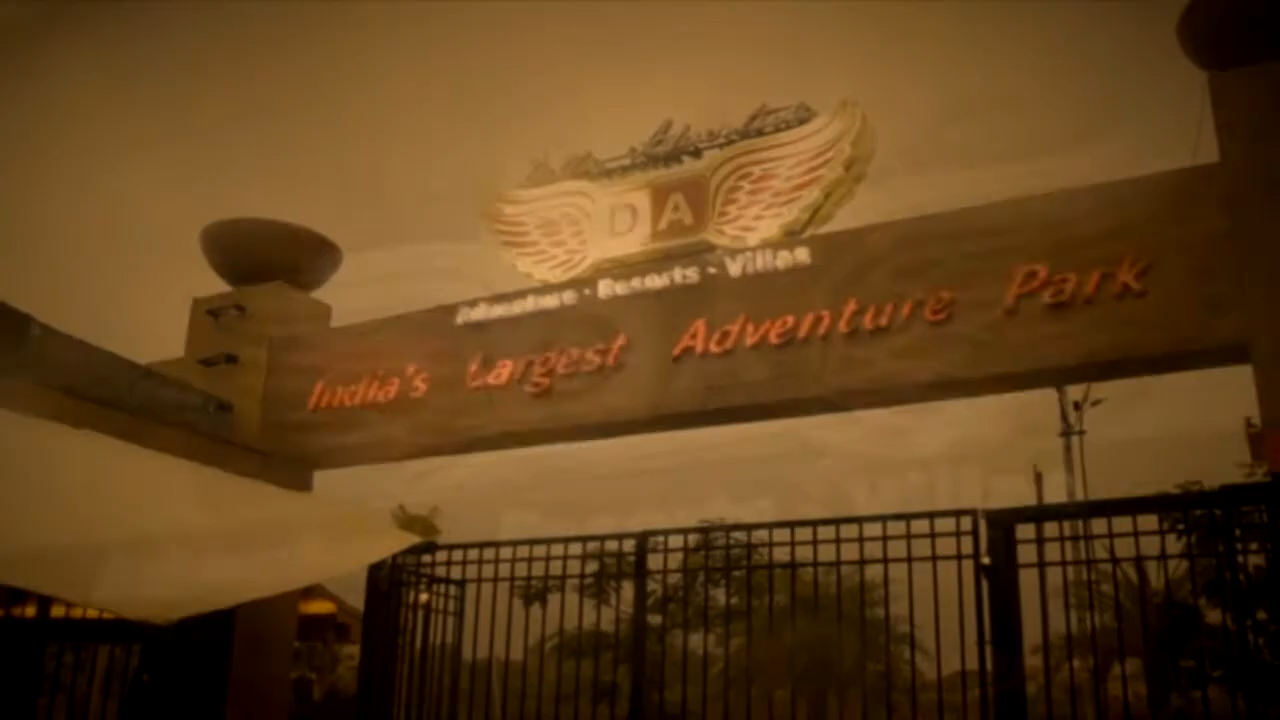 DA
Adventure · Resorts · Villas
India's Largest Adventure Park